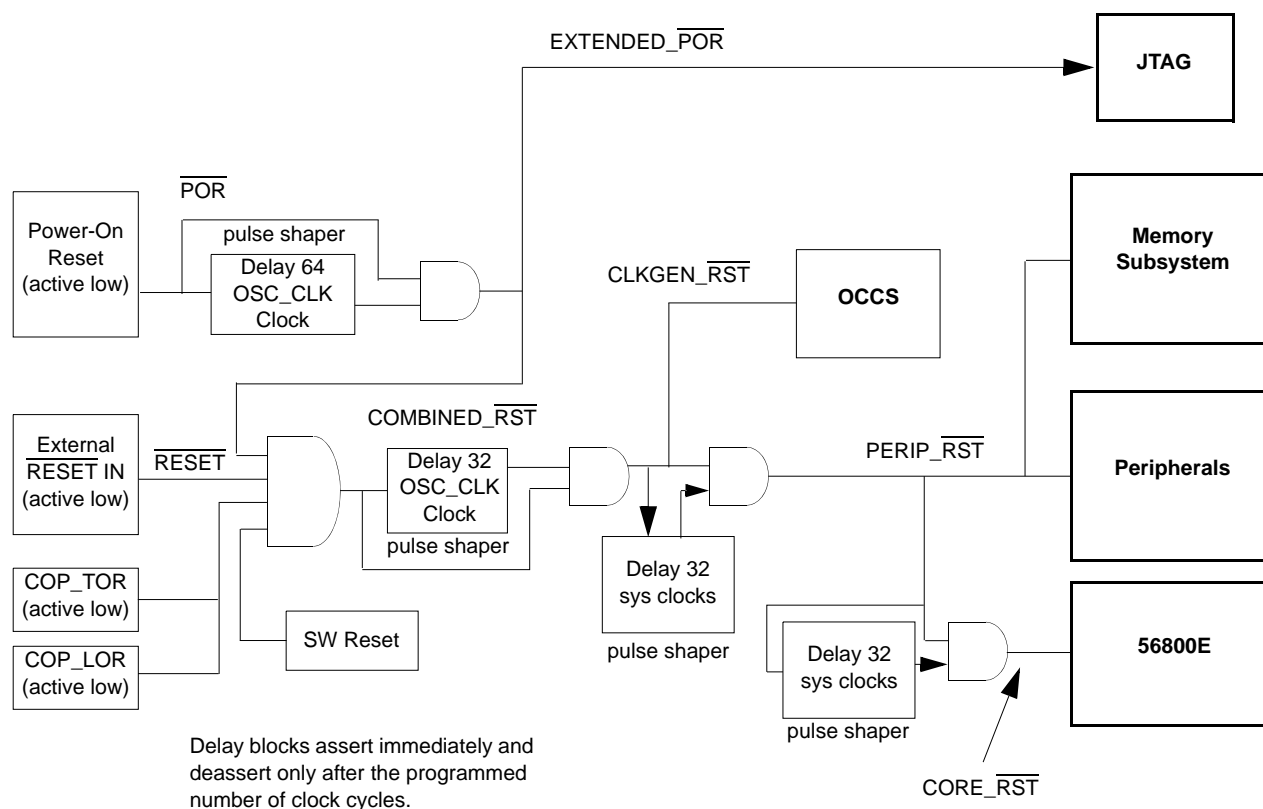 EXTENDED_POR
JTAG
POR
Power-On
Reset
(active low)
pulse shaper
Delay 64
OSC_CLK
Clock
Memory
Subsystem
CLKGEN_RST
OCCS
External
RESET IN
(active low)
RESET
COMBINED_RST
Delay 32
OSC_CLK
Clock
pulse shaper
PERIP_RST
Peripherals
COP_TOR
(active low)
SW Reset
COP_LOR
(active low)
Delay 32
sys clocks
pulse shaper
Delay 32
sys clocks
pulse shaper
56800E
CORE_RST
Delay blocks assert immediately and
deassert only after the programmed
number of clock cycles.